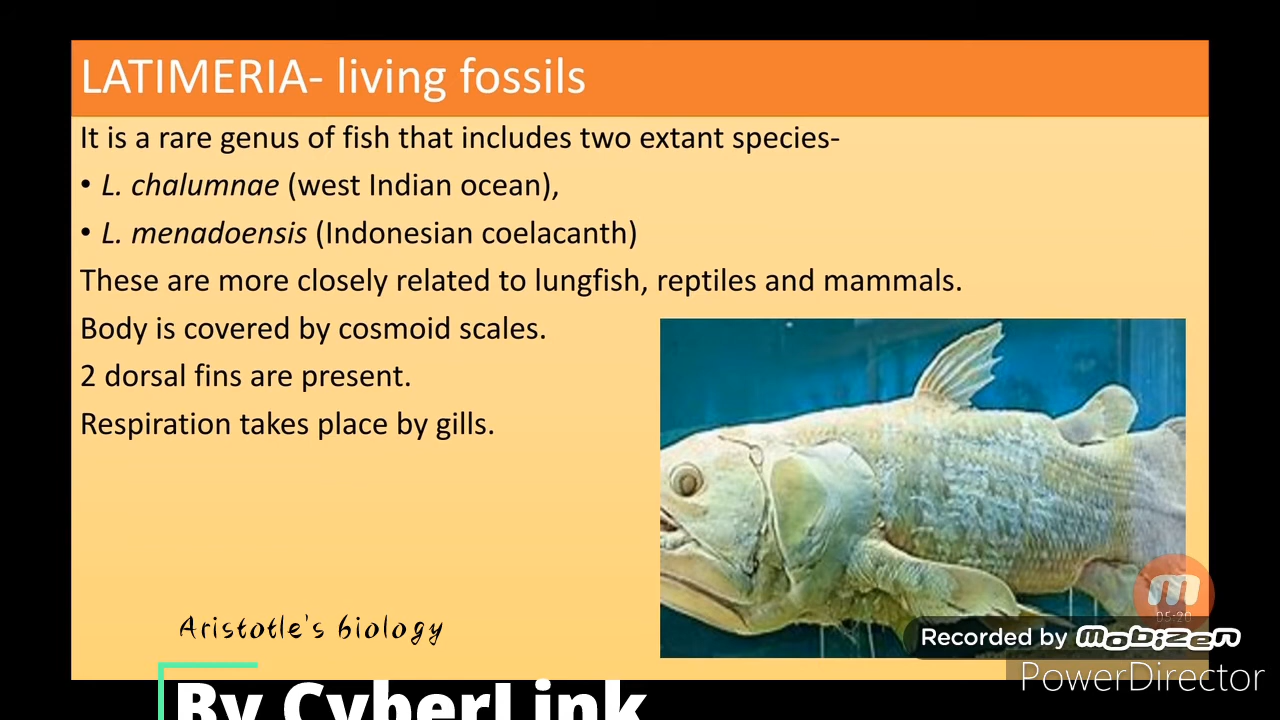 LATIMERIA- living fossils
It is a rare genus of fish that includes two extant species-
• L. chalumnae (west Indian ocean),
• L. menadoensis (Indonesian coelacanth)
These are more closely related to lungfish, reptiles and mammals.
Body is covered by cosmoid scales.
2 dorsal fins are present.
Respiration takes place by gills.
Aristotle's biology
05:20
Recorded by mobizen
PowerDirector
By CyberLink